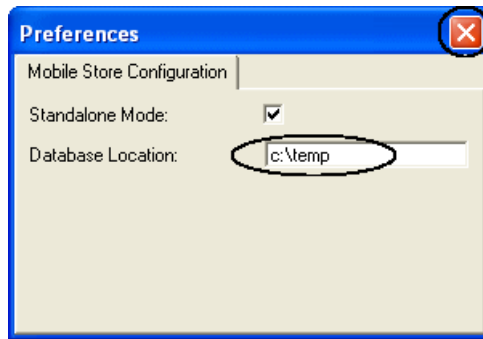 Preferences
Mobile Store Configuration
Standalone Mode:
Database Location: c:\temp